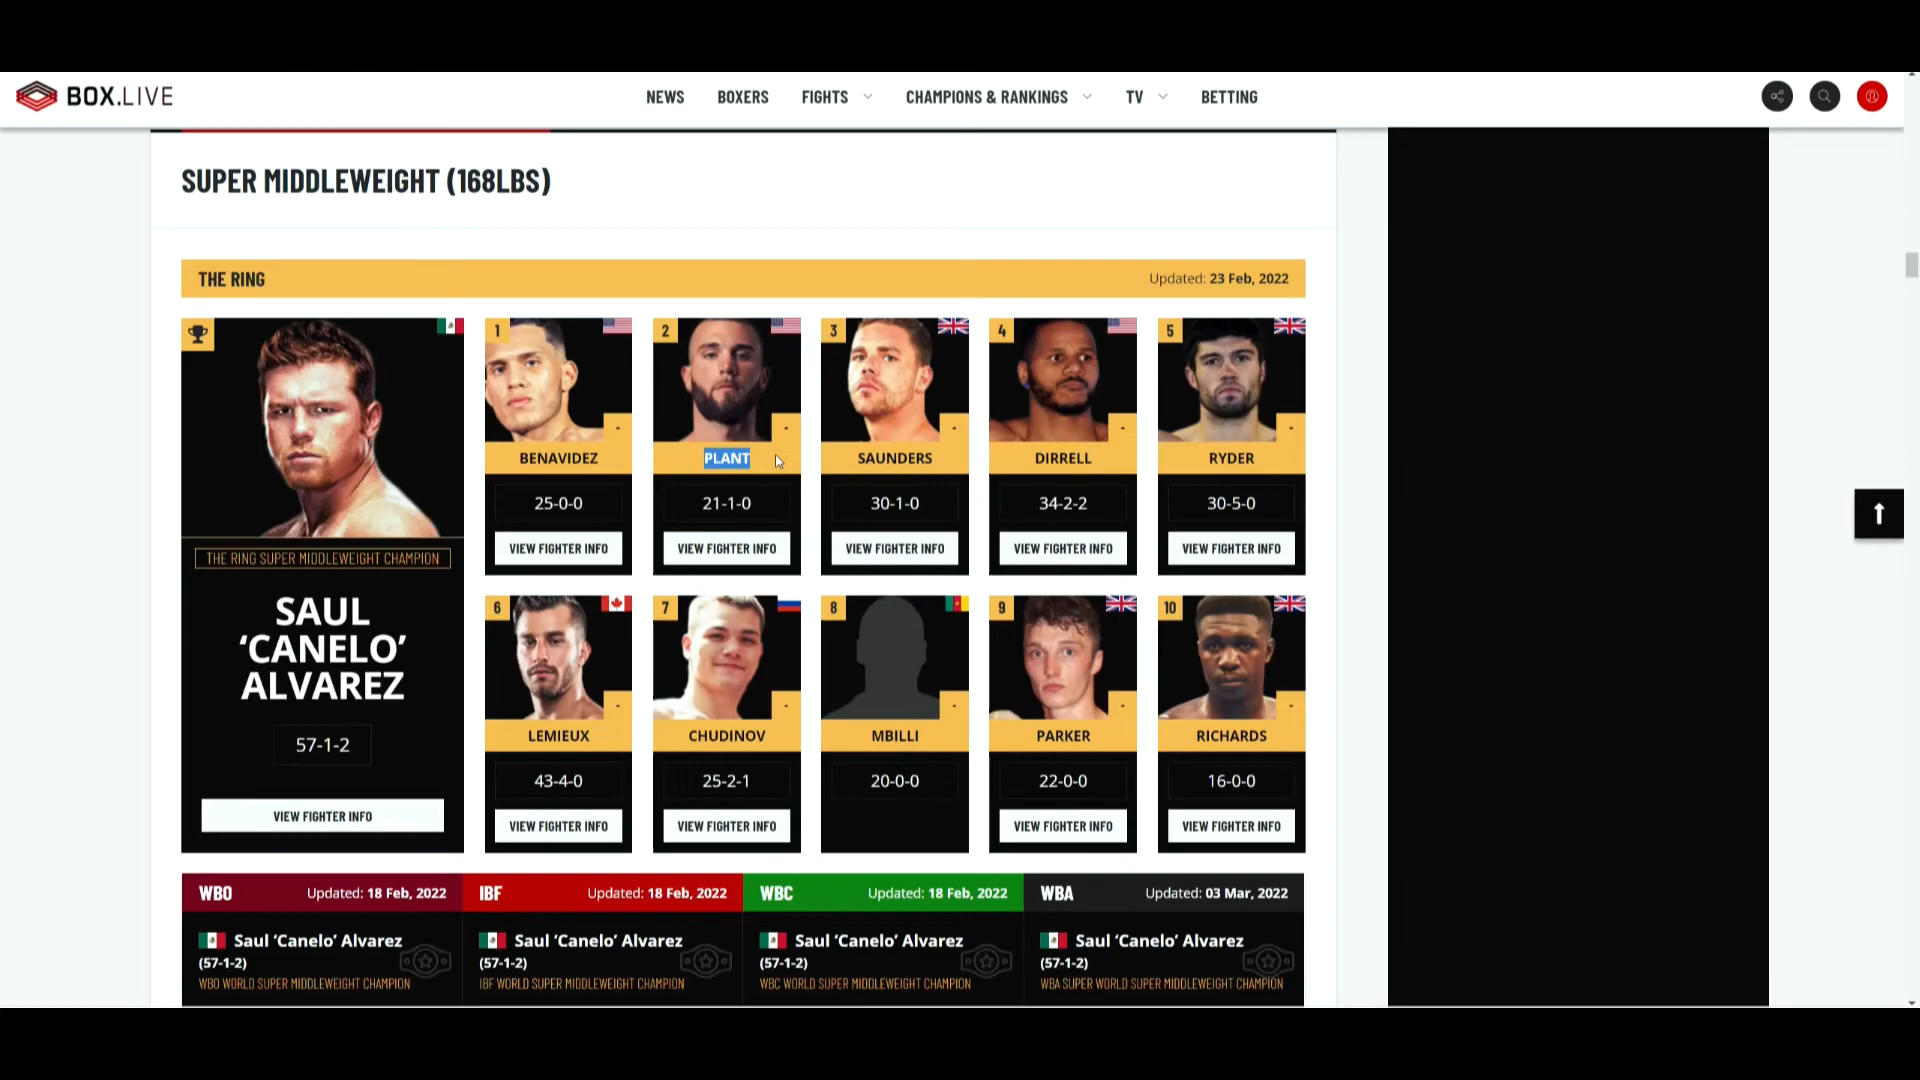 BOX.LIVE
NEWS
BOXERS
FIGHTS
CHAMPIONS & RANKINGS
TV
BETTING
SUPER MIDDLEWEIGHT (168LBS)
THE RING
Updated: 23 Feb, 2022
THE RING SUPER MIDDLEWEIGHT CHAMPION
SAUL
‘CANELO’
ALVAREZ
57-1-2
VIEW FIGHTER INFO
1
-
BENAVIDEZ
25-0-0
VIEW FIGHTER INFO
2
-
PLANT
21-1-0
VIEW FIGHTER INFO
3
-
SAUNDERS
30-1-0
VIEW FIGHTER INFO
4
-
DIRRELL
34-2-2
VIEW FIGHTER INFO
5
-
RYDER
30-5-0
VIEW FIGHTER INFO
6
-
LEMIEUX
43-4-0
VIEW FIGHTER INFO
7
-
CHUDINOV
25-2-1
VIEW FIGHTER INFO
8
-
MBILLI
20-0-0
9
-
PARKER
22-0-0
VIEW FIGHTER INFO
10
-
RICHARDS
16-0-0
VIEW FIGHTER INFO
WBO
Updated: 18 Feb, 2022
Saul ‘Canelo’ Alvarez
(57-1-2)
WBO WORLD SUPER MIDDLEWEIGHT CHAMPION
IBF
Updated: 18 Feb, 2022
Saul ‘Canelo’ Alvarez
(57-1-2)
IBF WORLD SUPER MIDDLEWEIGHT CHAMPION
WBC
Updated: 18 Feb, 2022
Saul ‘Canelo’ Alvarez
(57-1-2)
WBC WORLD SUPER MIDDLEWEIGHT CHAMPION
WBA
Updated: 03 Mar, 2022
Saul ‘Canelo’ Alvarez
(57-1-2)
WBA SUPER WORLD SUPER MIDDLEWEIGHT CHAMPION